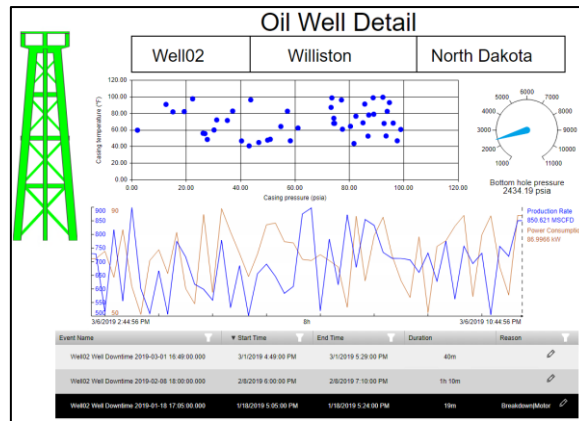 Oil Well Detail
Well02 Williston North Dakota
120.00
100.00
80.00
60.00
40.00
20.00
0.00
Casing temperature (°F)
0.00 20.00 40.00 60.00 80.00 100.00 120.00
Casing pressure (psia)
6000
5000 7000
4000 8000
3000 9000
2000 10000
1000 11000
Bottom hole pressure
2434.19 psia
900 90
850
800
750
700
650
600
550
500 50
Production Rate
850.621 MSCFD
Power Consumptio
85.9966 kW
3/6/2019 2:44:56 PM 8h 3/6/2019 10:44:56 PM
Event Name ▼ Start Time End Time Duration Reason
Well02 Well Downtime 2019-03-01 16:49:00.000 3/1/2019 4:49:00 PM 3/1/2019 5:29:00 PM 40m
Well02 Well Downtime 2019-02-08 18:00:00.000 2/8/2019 6:00:00 PM 2/8/2019 7:10:00 PM 1h 10m
Well02 Well Downtime 2019-01-18 17:05:00.000 1/18/2019 5:05:00 PM 1/18/2019 5:24:00 PM 19m Breakdown|Motor